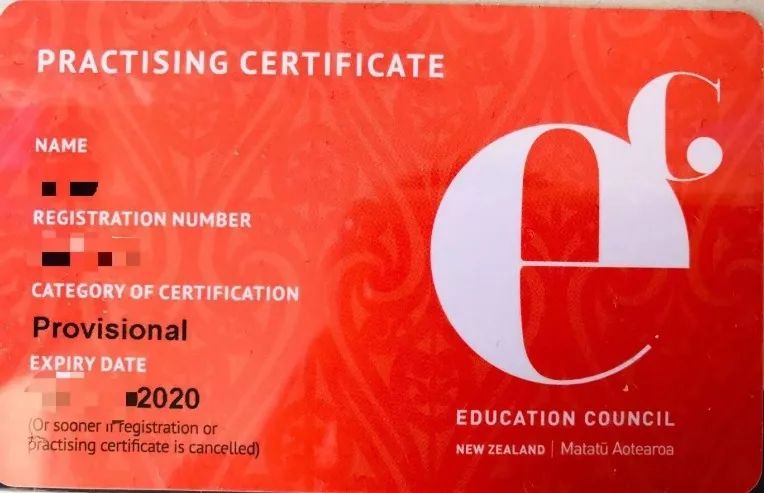 PRACTISING CERTIFICATE
NAME
REGISTRATION NUMBER
CATEGORY OF CERTIFICATION
Provisional
EXPIRY DATE
2020
(Or sooner if registration or
practising certificate is cancelled)
ec
EDUCATION COUNCIL
NEW ZEALAND | Matatū Aotearoa